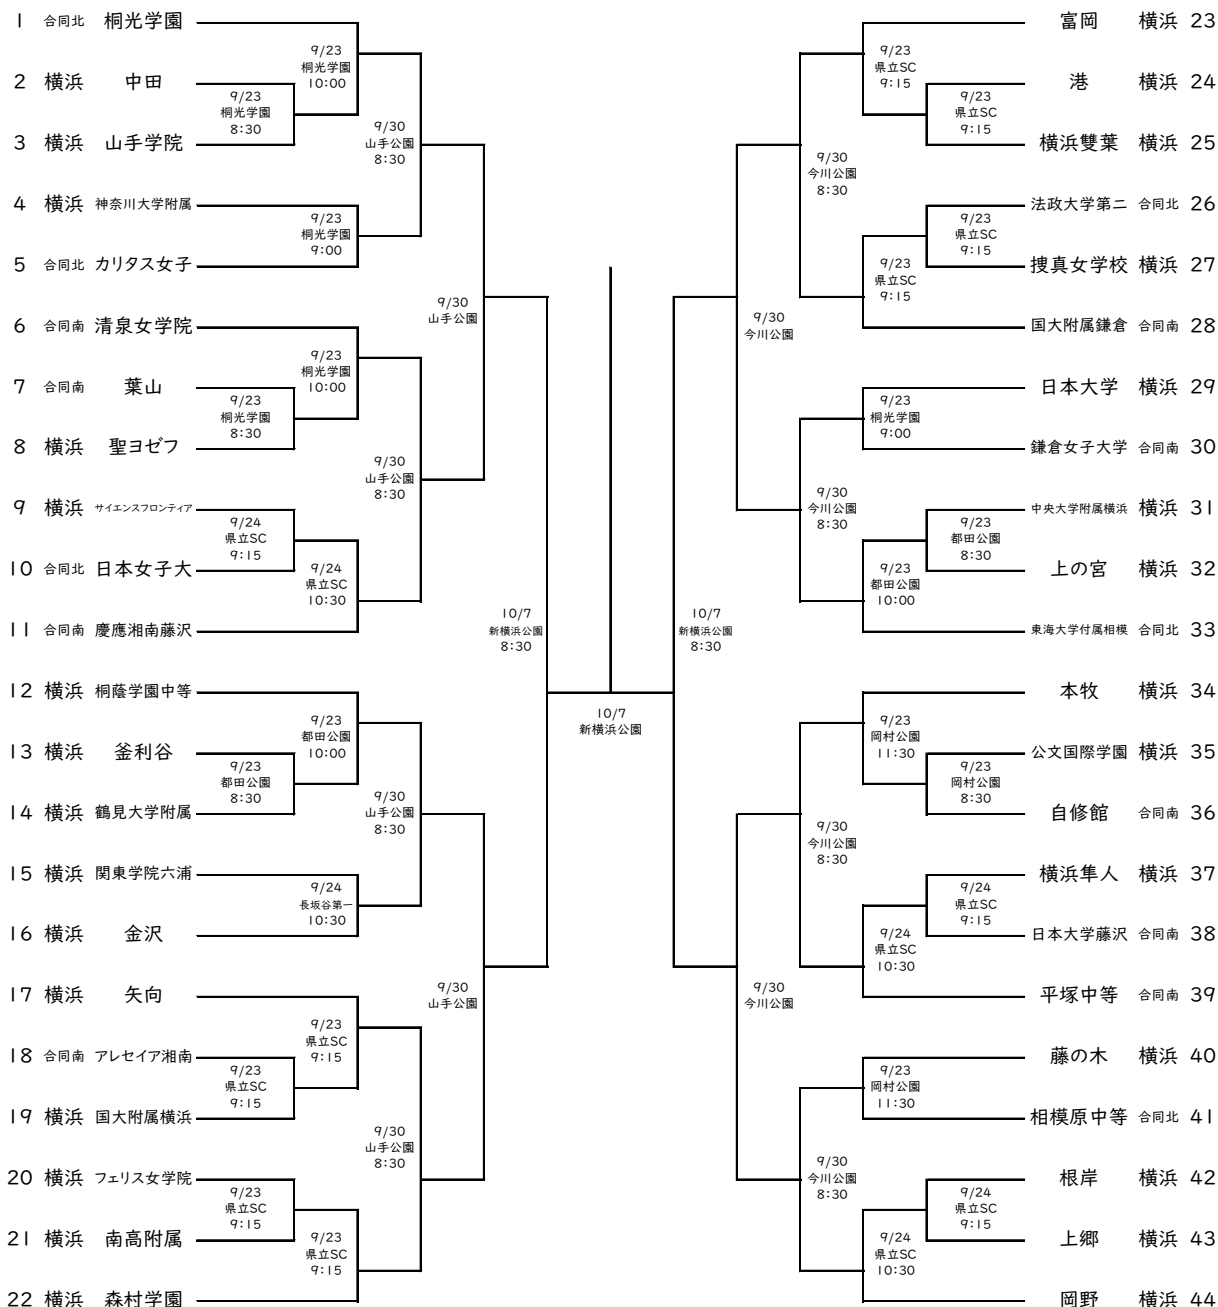 1 合同北 桐光学園
2 横浜 中田
3 横浜 山手学院
4 横浜 神奈川大学附属
5 合同北 カリタス女子
6 合同南 清泉女学院
7 合同南 葉山
8 横浜 聖ヨゼフ
9 横浜 サイエンスフロンティア
10 合同北 日本女子大
11 合同南 慶應湘南藤沢
12 横浜 桐蔭学園中等
13 横浜 釜利谷
14 横浜 鶴見大学附属
15 横浜 関東学院六浦
16 横浜 金沢
17 横浜 矢向
18 合同南 アレセイア湘南
19 横浜 国大附属横浜
20 横浜 フェリス女学院
21 横浜 南高附属
22 横浜 森村学園
9/23
桐光学園
8:30
9/23
桐光学園
8:30
9/24
県立SC
9:15
9/23
都田公園
8:30
9/23
県立SC
9:15
9/23
県立SC
9:15
9/23
桐光学園
10:00
9/23
桐光学園
9:00
9/23
桐光学園
10:00
9/24
県立SC
10:30
9/23
都田公園
10:00
9/24
長坂谷第一
10:30
9/23
県立SC
9:15
9/23
県立SC
9:15
9/30
山手公園
8:30
9/30
山手公園
8:30
9/30
山手公園
8:30
9/30
山手公園
8:30
9/30
山手公園
9/30
山手公園
10/7
新横浜公園
8:30
10/7
新横浜公園
10/7
新横浜公園
8:30
9/30
今川公園
9/30
今川公園
9/30
今川公園
8:30
9/30
今川公園
8:30
9/30
今川公園
8:30
9/30
今川公園
8:30
9/23
県立SC
9:15
9/23
県立SC
9:15
9/23
桐光学園
9:00
9/23
都田公園
10:00
9/23
岡村公園
11:30
9/24
県立SC
10:30
9/23
岡村公園
11:30
9/24
県立SC
10:30
9/23
県立SC
9:15
9/23
県立SC
9:15
9/23
都田公園
8:30
9/23
岡村公園
8:30
9/24
県立SC
9:15
9/24
県立SC
9:15
富岡 横浜 23
港 横浜 24
横浜雙葉 横浜 25
法政大学第二 合同北 26
捜真女学校 横浜 27
国大附属鎌倉 合同南 28
日本大学 横浜 29
鎌倉女子大学 合同南 30
中央大学附属横浜 横浜 31
上の宮 横浜 32
東海大学付属相模 合同北 33
本牧 横浜 34
公文国際学園 横浜 35
自修館 合同南 36
横浜隼人 横浜 37
日本大学藤沢 合同南 38
平塚中等 合同南 39
藤の木 横浜 40
相模原中等 合同北 41
根岸 横浜 42
上郷 横浜 43
岡野 横浜 44